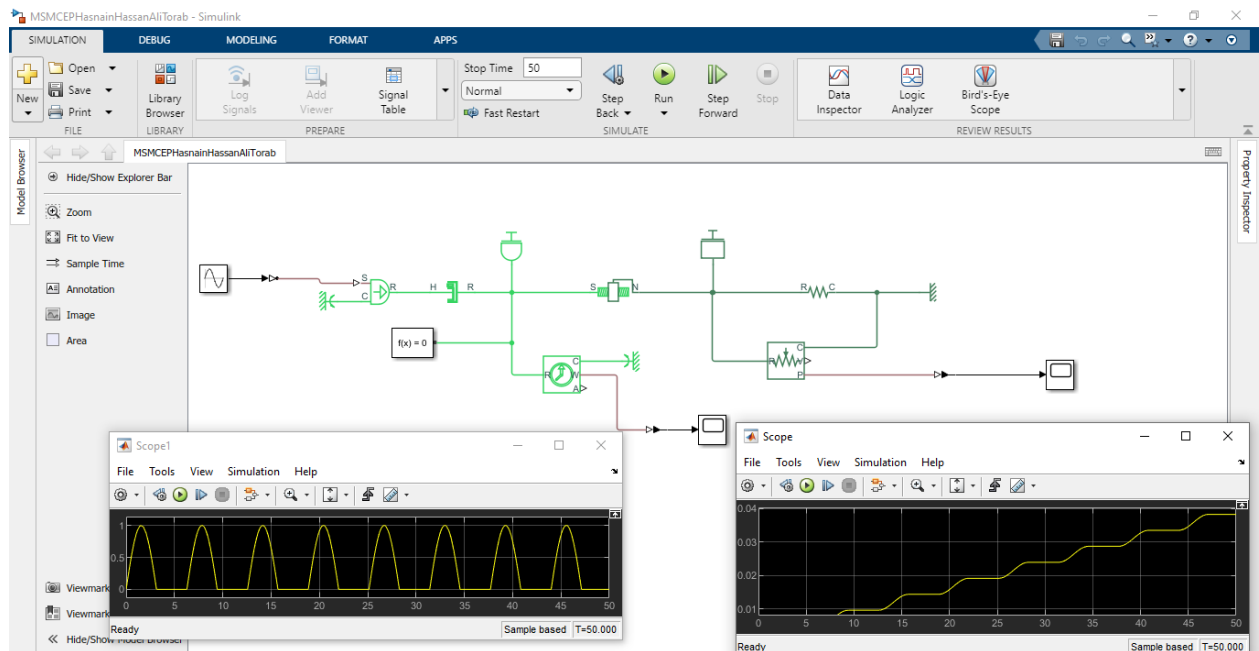 MSMCEPHasnainHassanAliTorab - Simulink
SIMULATION DEBUG MODELING FORMAT APPS
New
Open
Save
Print
FILE
Library
Browser
LIBRARY
Log
Signals
Add
Viewer
Signal
Table
PREPARE
Stop Time 50
Normal
Fast Restart
Step
Back
Run
Step
Forward
Stop
SIMULATE
Data
Inspector
Logic
Analyzer
Bird's-Eye
Scope
REVIEW RESULTS
Model Browser
MSMCEPHasnainHassanAliTorab
Property Inspector
Hide/Show Explorer Bar
Zoom
Fit to View
Sample Time
Annotation
Image
Area
S
C
R
H R
S N
R C
f(x) = 0
R
C
W
A
R
C
P
Scope1
File Tools View Simulation Help
1
0.5
0
0 5 10 15 20 25 30 35 40 45 50
Ready
Sample based T=50.000
Scope
File Tools View Simulation Help
0.04
0.03
0.02
0.01
0 5 10 15 20 25 30 35 40 45 50
Ready
Sample based T=50.000
Viewmark
Viewmark
Hide/Show Model Browser